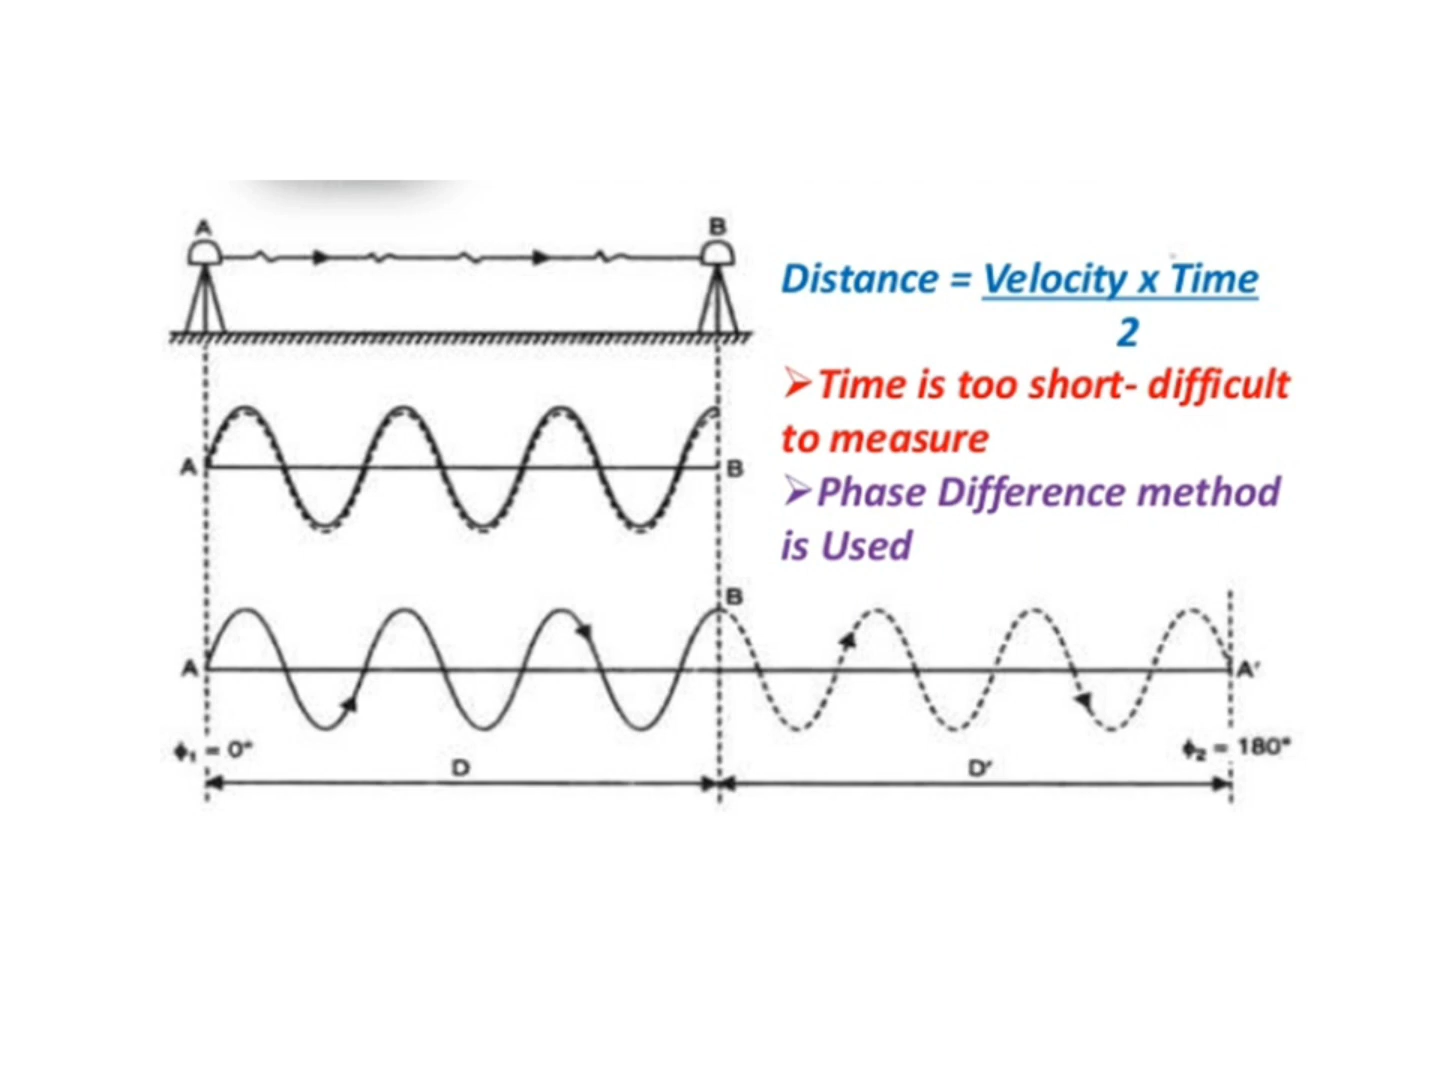 A
B
Distance = Velocity x Time
2
➢Time is too short- difficult
to measure
➢Phase Difference method
is Used
A
B
B
A
A'
ϕ₁ = 0°
ϕ₂ = 180°
D
D'